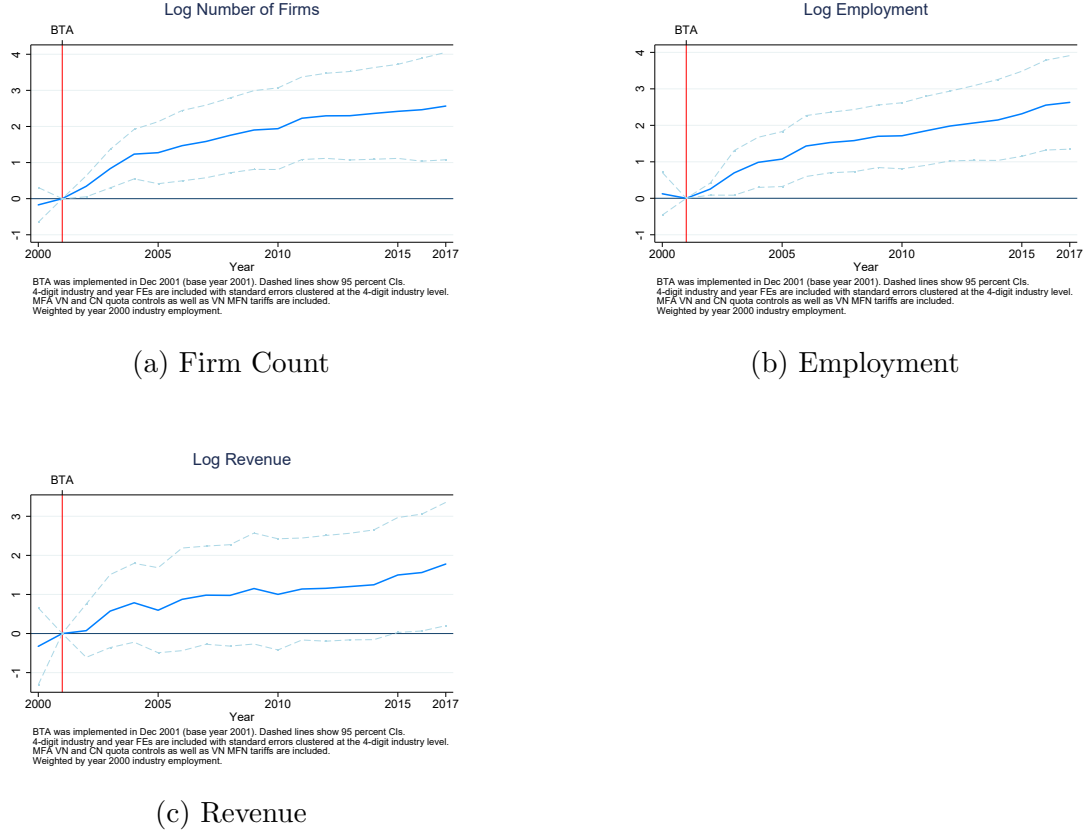 Log Number of Firms
BTA
4
3
2
1
0
-1
2000 2005 2010 2015 2017
Year
BTA was implemented in Dec 2001 (base year 2001). Dashed lines show 95 percent CIs.
4-digit industry and year FEs are included with standard errors clustered at the 4-digit industry level.
MFA VN and CN quota controls as well as VN MFN tariffs are included.
Weighted by year 2000 industry employment.
(a) Firm Count
Log Employment
BTA
4
3
2
1
0
-1
2000 2005 2010 2015 2017
Year
BTA was implemented in Dec 2001 (base year 2001). Dashed lines show 95 percent CIs.
4-digit industry and year FEs are included with standard errors clustered at the 4-digit industry level.
MFA VN and CN quota controls as well as VN MFN tariffs are included.
Weighted by year 2000 industry employment.
(b) Employment
Log Revenue
BTA
3
2
1
0
-1
2000 2005 2010 2015 2017
Year
BTA was implemented in Dec 2001 (base year 2001). Dashed lines show 95 percent CIs.
4-digit industry and year FEs are included with standard errors clustered at the 4-digit industry level.
MFA VN and CN quota controls as well as VN MFN tariffs are included.
Weighted by year 2000 industry employment.
(c) Revenue